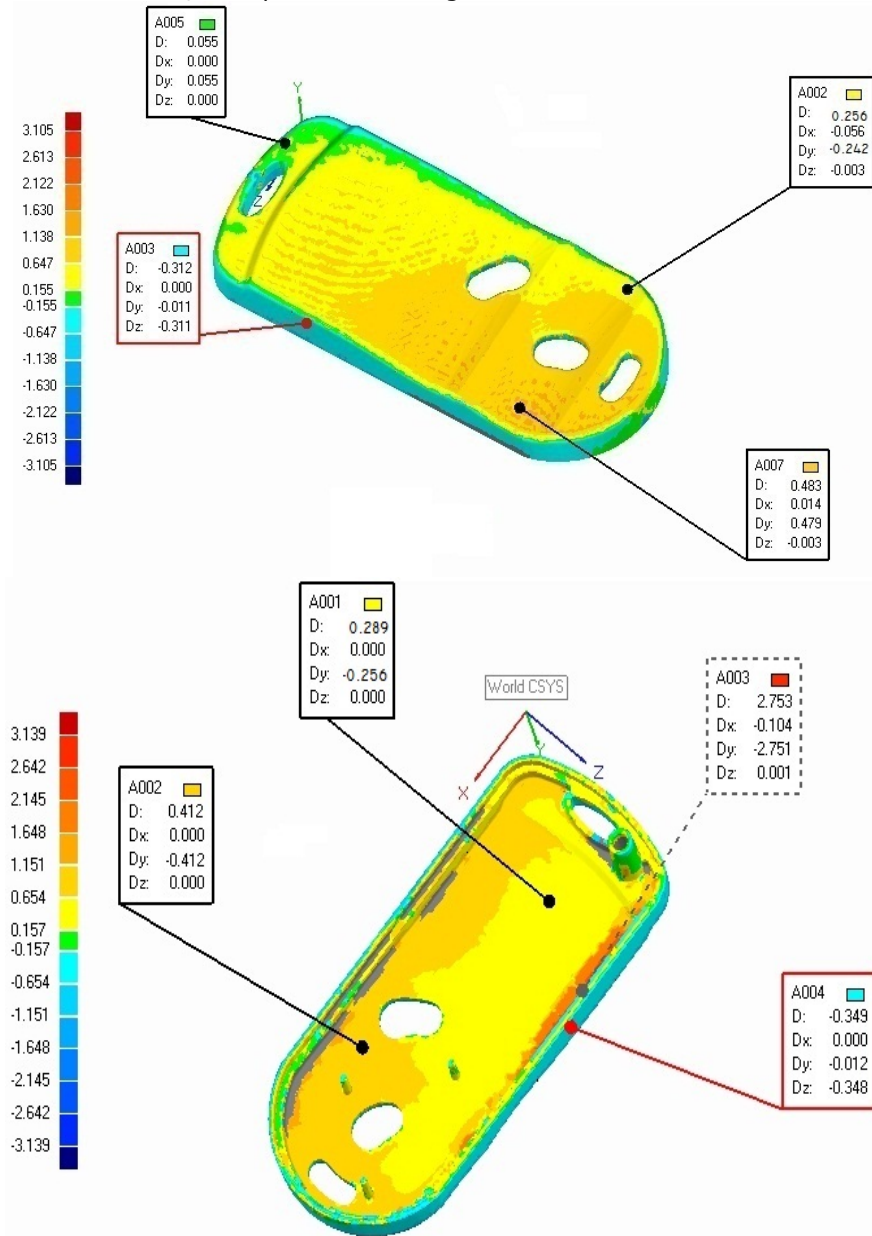 A005
D: 0.055
Dx: 0.000
Dy: 0.055
Dz: 0.000
A002
D: 0.256
Dx: -0.056
Dy: -0.242
Dz: -0.003
Y
Z
3.105
2.613
2.122
1.630
1.138
0.647
0.155
-0.155
-0.647
-1.138
-1.630
-2.122
-2.613
-3.105
A003
D: -0.312
Dx: 0.000
Dy: -0.011
Dz: -0.311
A007
D: 0.483
Dx: 0.014
Dy: 0.479
Dz: -0.003
A001
D: 0.289
Dx: 0.000
Dy: -0.256
Dz: 0.000
World CSYS
X
Y
Z
A003
D: 2.753
Dx: -0.104
Dy: -2.751
Dz: 0.001
3.139
2.642
2.145
1.648
1.151
0.654
0.157
-0.157
-0.654
-1.151
-1.648
-2.145
-2.642
-3.139
A002
D: 0.412
Dx: 0.000
Dy: -0.412
Dz: 0.000
A004
D: -0.349
Dx: 0.000
Dy: -0.012
Dz: -0.348